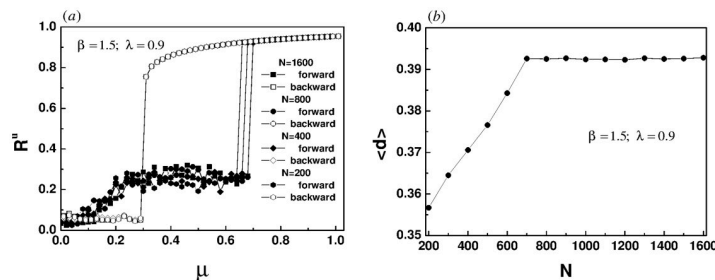 (a)
β = 1.5; λ = 0.9
N=1600
forward
backward
N=800
forward
backward
N=400
forward
backward
N=200
forward
backward
1.0
0.8
0.6
0.4
0.2
0.0
R^u
0.0 0.2 0.4 0.6 0.8 1.0
μ
(b)
0.40
0.39
0.38
0.37
0.36
0.35
<d>
β = 1.5; λ = 0.9
200 400 600 800 1000 1200 1400 1600
N